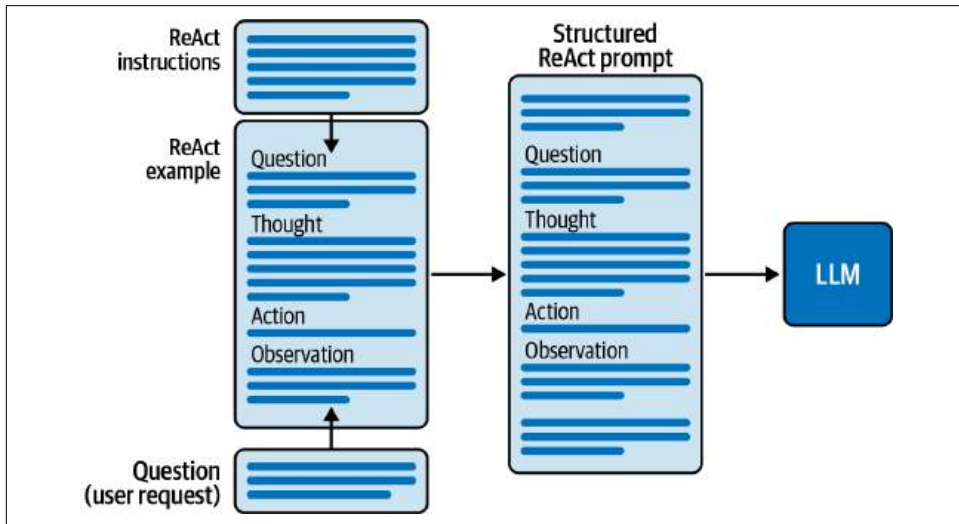 ReAct
instructions
ReAct
example
Question
Thought
Action
Observation
Question
(user request)
Structured
ReAct prompt
Question
Thought
Action
Observation
LLM